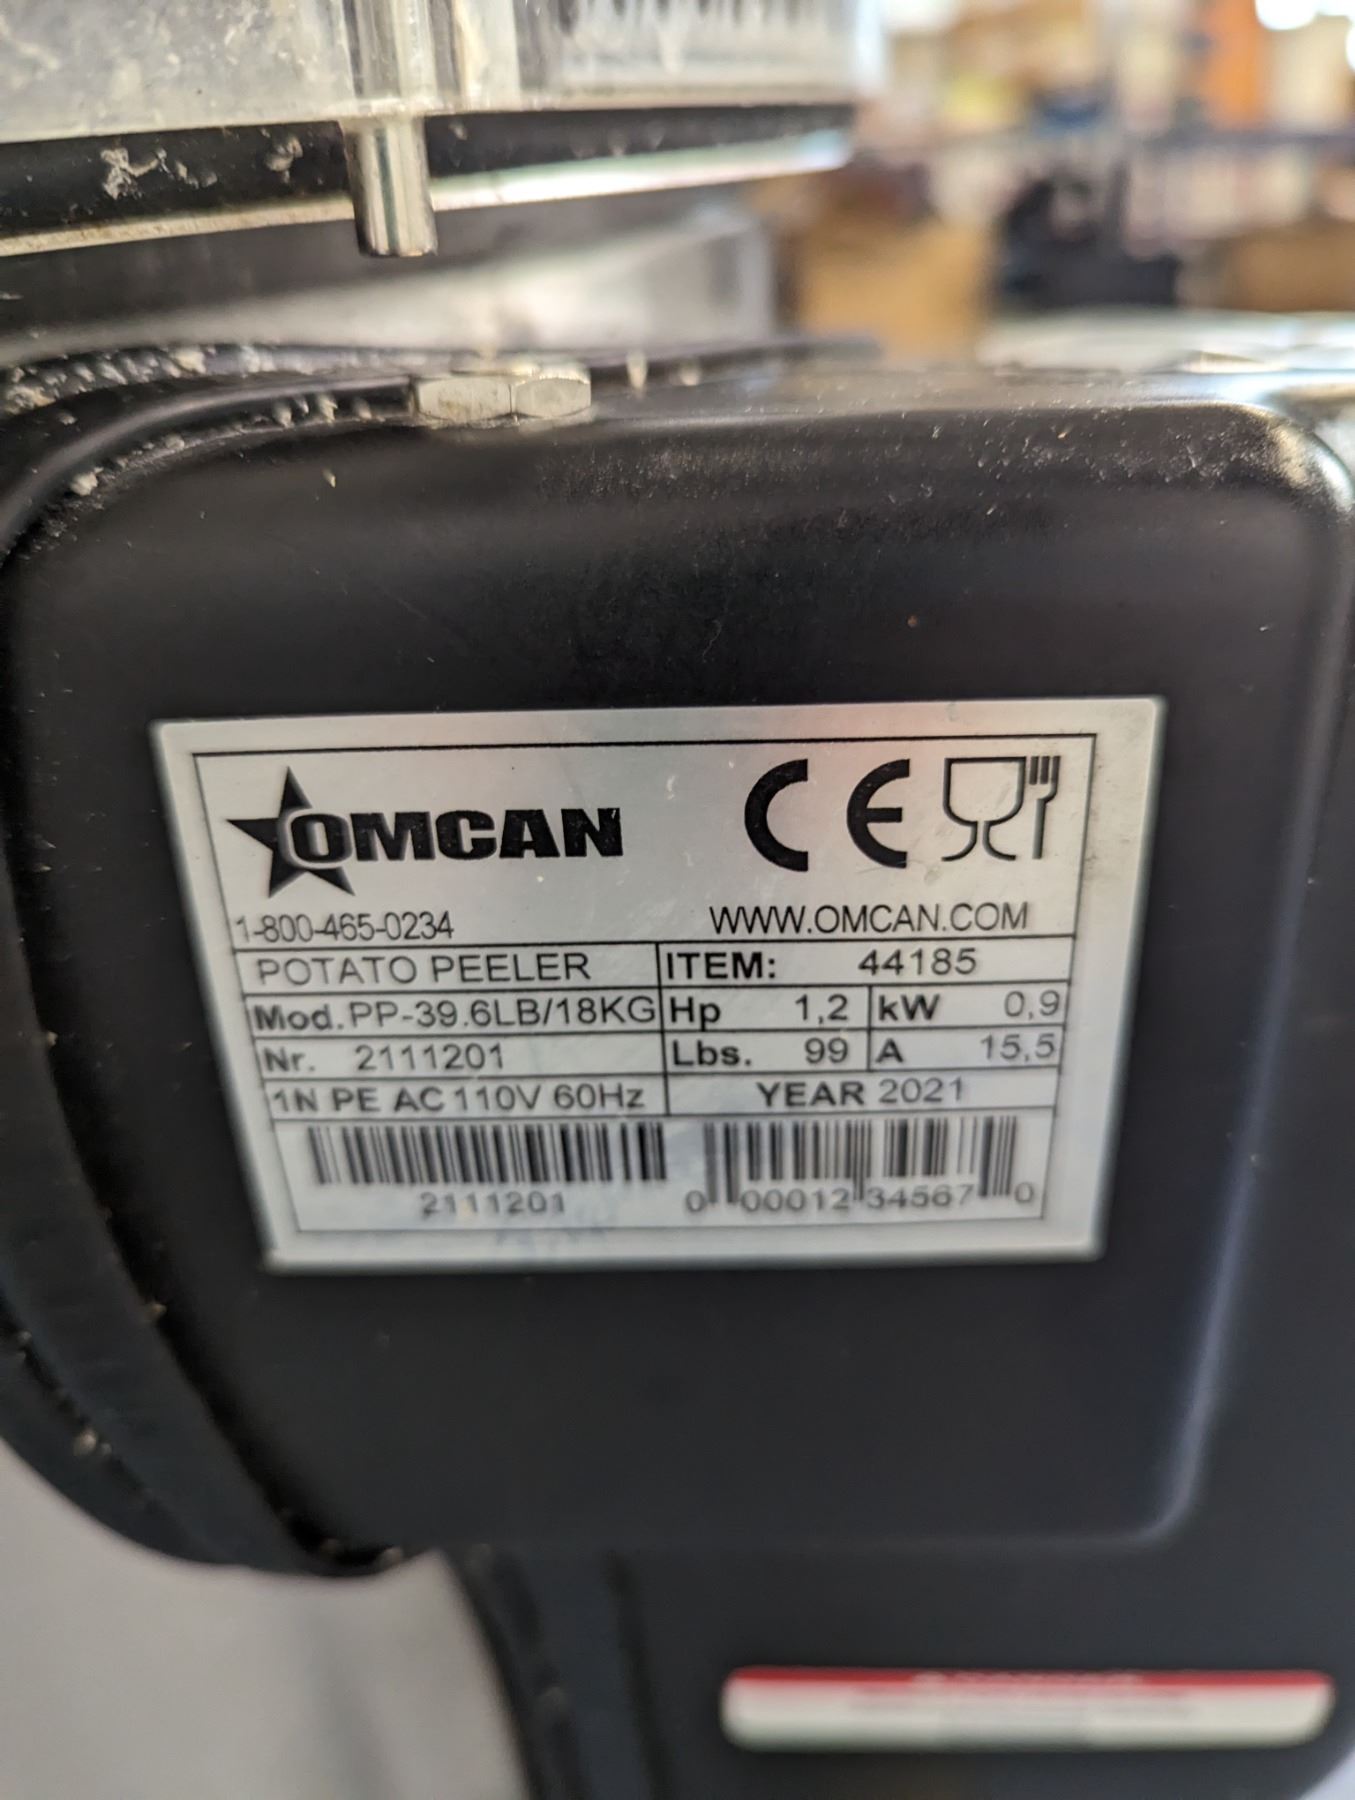 OMCAN CE
1-800-465-0234 WWW.OMCAN.COM
POTATO PEELER ITEM: 44185
Mod. PP-39.6LB/18KG Hp 1,2 kW 0,9
Nr. 2111201 Lbs. 99 A 15,5
1N PE AC 110V 60Hz YEAR 2021
2111201 0 00012 34567 0